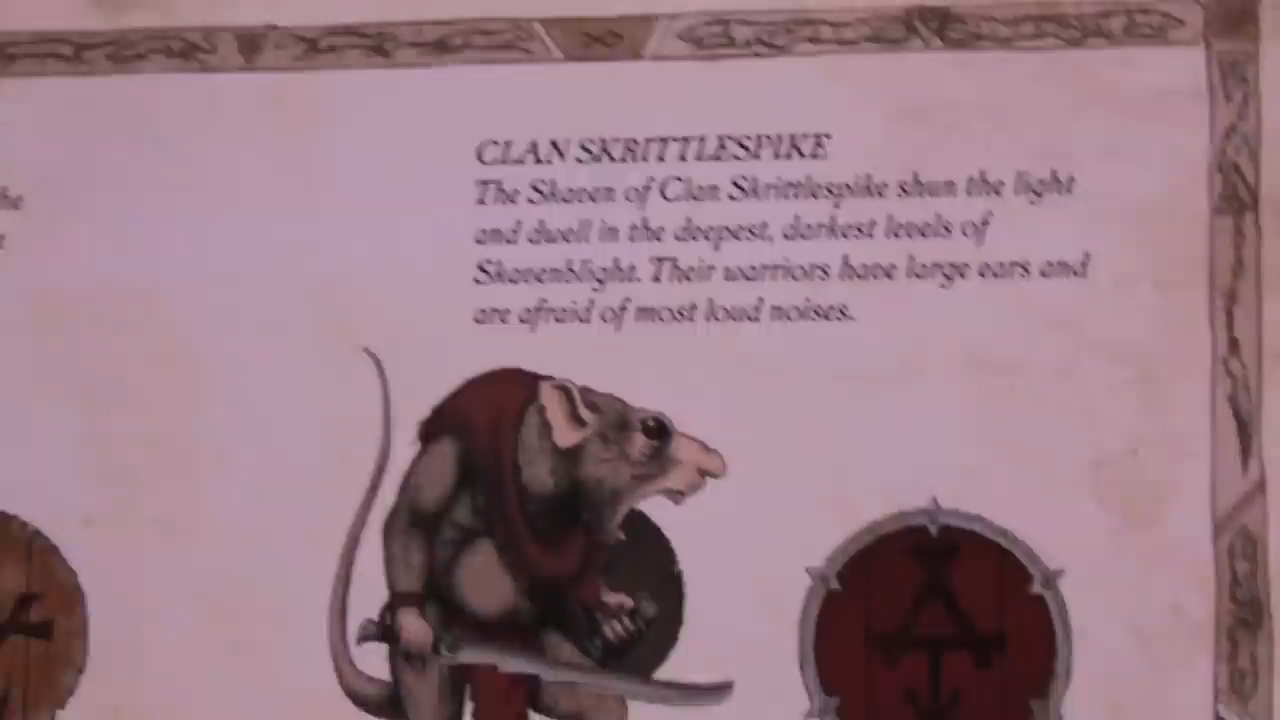 CLAN SKRITTLESPIKE
The Skaven of Clan Skrittlespike shun the light
and dwell in the deepest, darkest levels of
Skavenblight. Their warriors have large ears and
are afraid of most loud noises.